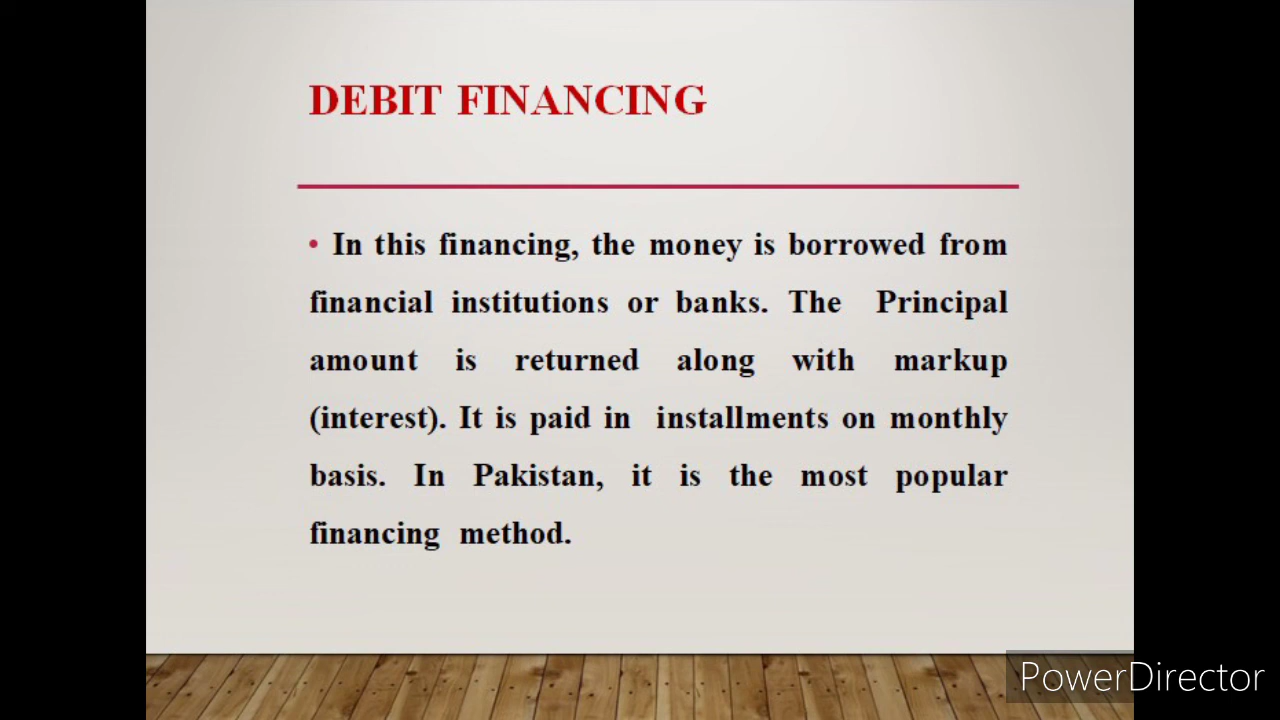 DEBIT FINANCING
• In this financing, the money is borrowed from
financial institutions or banks. The Principal
amount is returned along with markup
(interest). It is paid in installments on monthly
basis. In Pakistan, it is the most popular
financing method.
PowerDirector